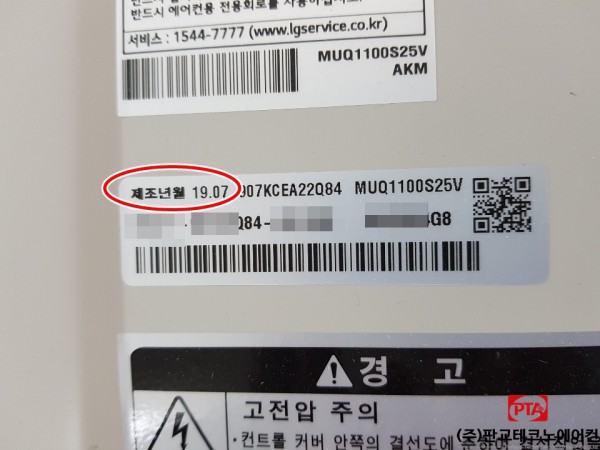 반드시 에어컨용 전용회로를 사용하십시오.
서비스 : 1544-7777 (www.lgservice.co.kr)
MUQ1100S25V
AKM
제조년월 19.07 907KCEA22Q84 MUQ1100S25V
Q84- 4G8
경 고
고전압 주의
PTA
(주)판교테크노에어컨
·컨트롤 커버 안쪽의 결선도에